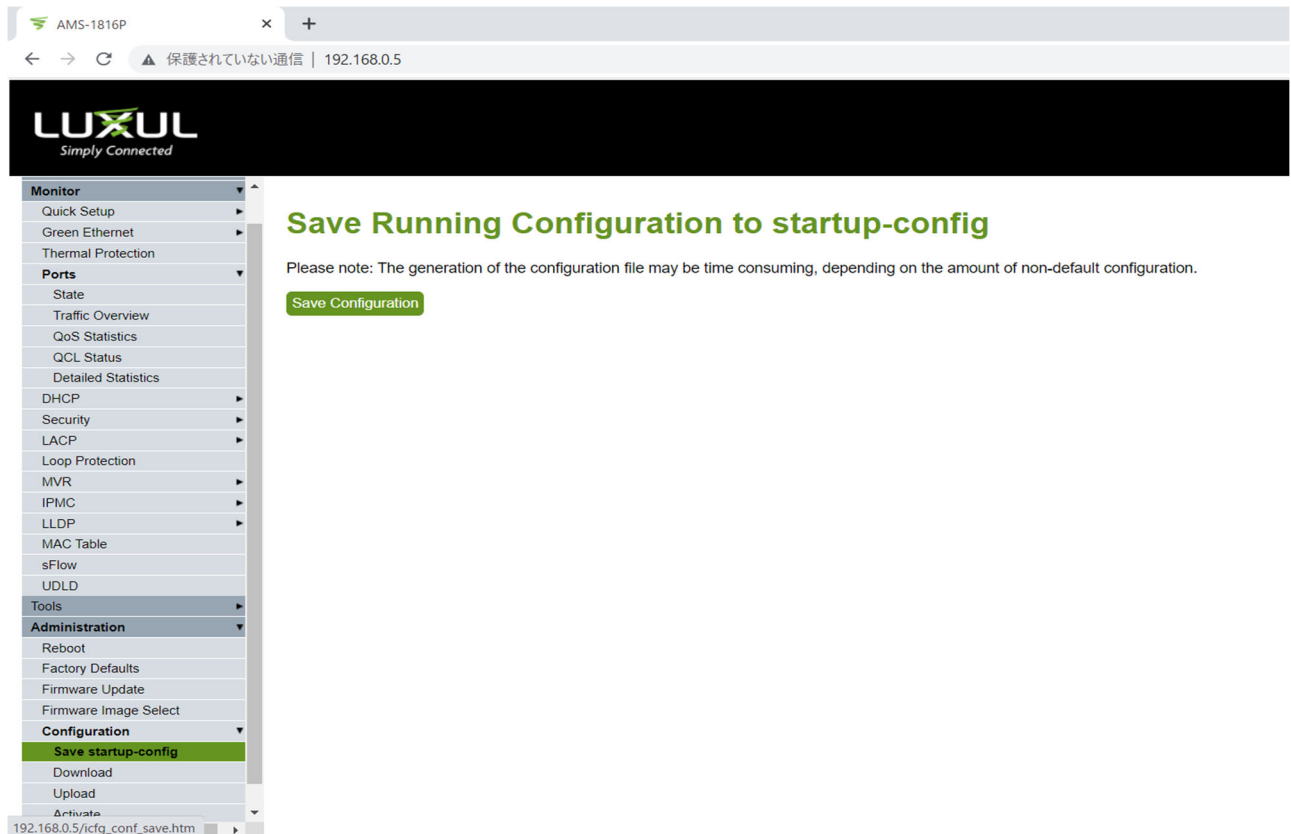 AMS-1816P
保護されていない通信 | 192.168.0.5
LUXUL
Simply Connected
Monitor
Quick Setup
Green Ethernet
Thermal Protection
Ports
State
Traffic Overview
QoS Statistics
QCL Status
Detailed Statistics
DHCP
Security
LACP
Loop Protection
MVR
IPMC
LLDP
MAC Table
sFlow
UDLD
Tools
Administration
Reboot
Factory Defaults
Firmware Update
Firmware Image Select
Configuration
Save startup-config
Download
Upload
Activate
192.168.0.5/icfg_conf_save.htm
Save Running Configuration to startup-config
Please note: The generation of the configuration file may be time consuming, depending on the amount of non-default configuration.
Save Configuration